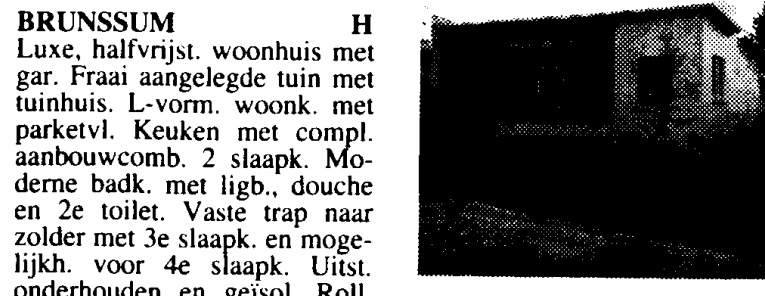 BRUNSSUM H
Luxe, halfvrijst. woonhuis met
gar. Fraai aangelegde tuin met
tuinhuis. L-vorm. woonk. met
parketvl. Keuken met compl.
aanbouwcomb. 2 slaapk. Mo-
derne badk. met ligb., douche
en 2e toilet. Vaste trap naar
zolder met 3e slaapk. en moge-
lijkh. voor 4e slaapk. Uitst.
onderhouden en geïsol. Roll.